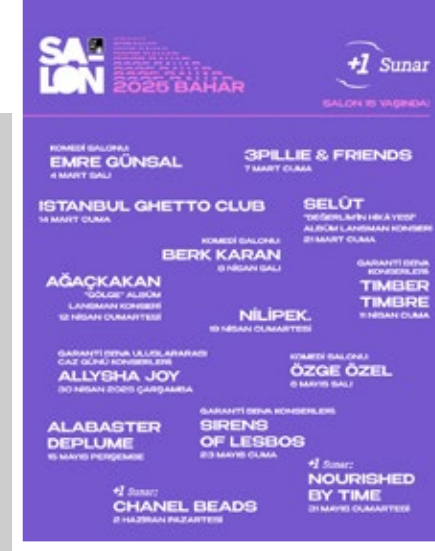 SALON
2025 BAHAR
+1 Sunar
SALON 15 YAŞINDA!
KOMEDİ SALONU:
EMRE GÜNSAL
4 MART SALI
3PILLIE & FRIENDS
7 MART CUMA
ISTANBUL GHETTO CLUB
14 MART CUMA
SELÛT
"DEĞERLİM'İN HİKÂYESİ"
ALBÜM LANSMAN KONSERİ
21 MART CUMA
KOMEDİ SALONU:
BERK KARAN
8 NİSAN SALI
GARANTİ BBVA
KONSERLERİ:
TIMBER
TIMBRE
11 NİSAN CUMA
AĞAÇKAKAN
"GÖLGE" ALBÜM
LANSMAN KONSERİ
12 NİSAN CUMARTESİ
NİLİPEK.
19 NİSAN CUMARTESİ
GARANTİ BBVA ULUSLARARASI
CAZ GÜNÜ KONSERLERİ:
ALLYSHA JOY
30 NİSAN 2025 ÇARŞAMBA
KOMEDİ SALONU:
ÖZGE ÖZEL
6 MAYIS SALI
ALABASTER
DEPLUME
15 MAYIS PERŞEMBE
GARANTİ BBVA KONSERLERİ:
SIRENS
OF LESBOS
23 MAYIS CUMA
+1 Sunar:
NOURISHED
BY TIME
31 MAYIS CUMARTESİ
+1 Sunar:
CHANEL BEADS
2 HAZİRAN PAZARTESİ